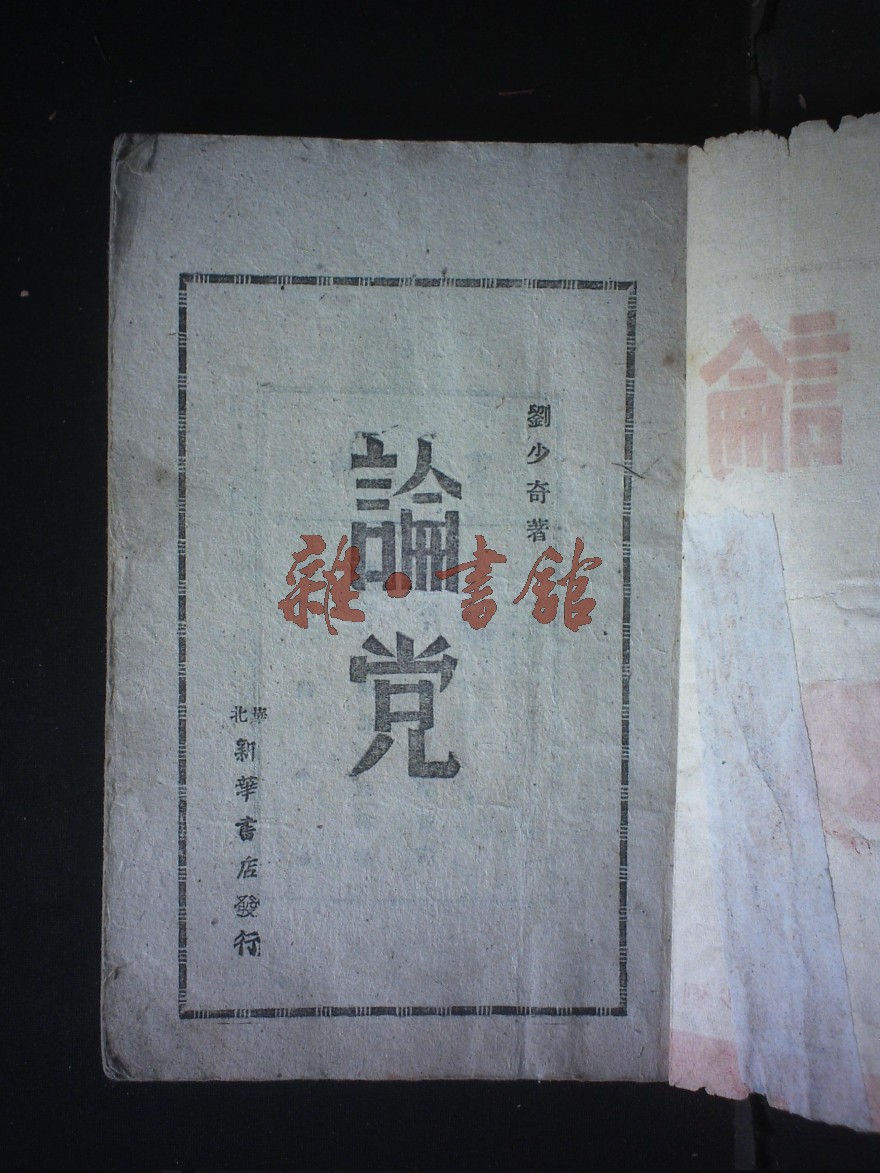 劉少奇著
論党
華北
新華書店發行
雜·書館
論